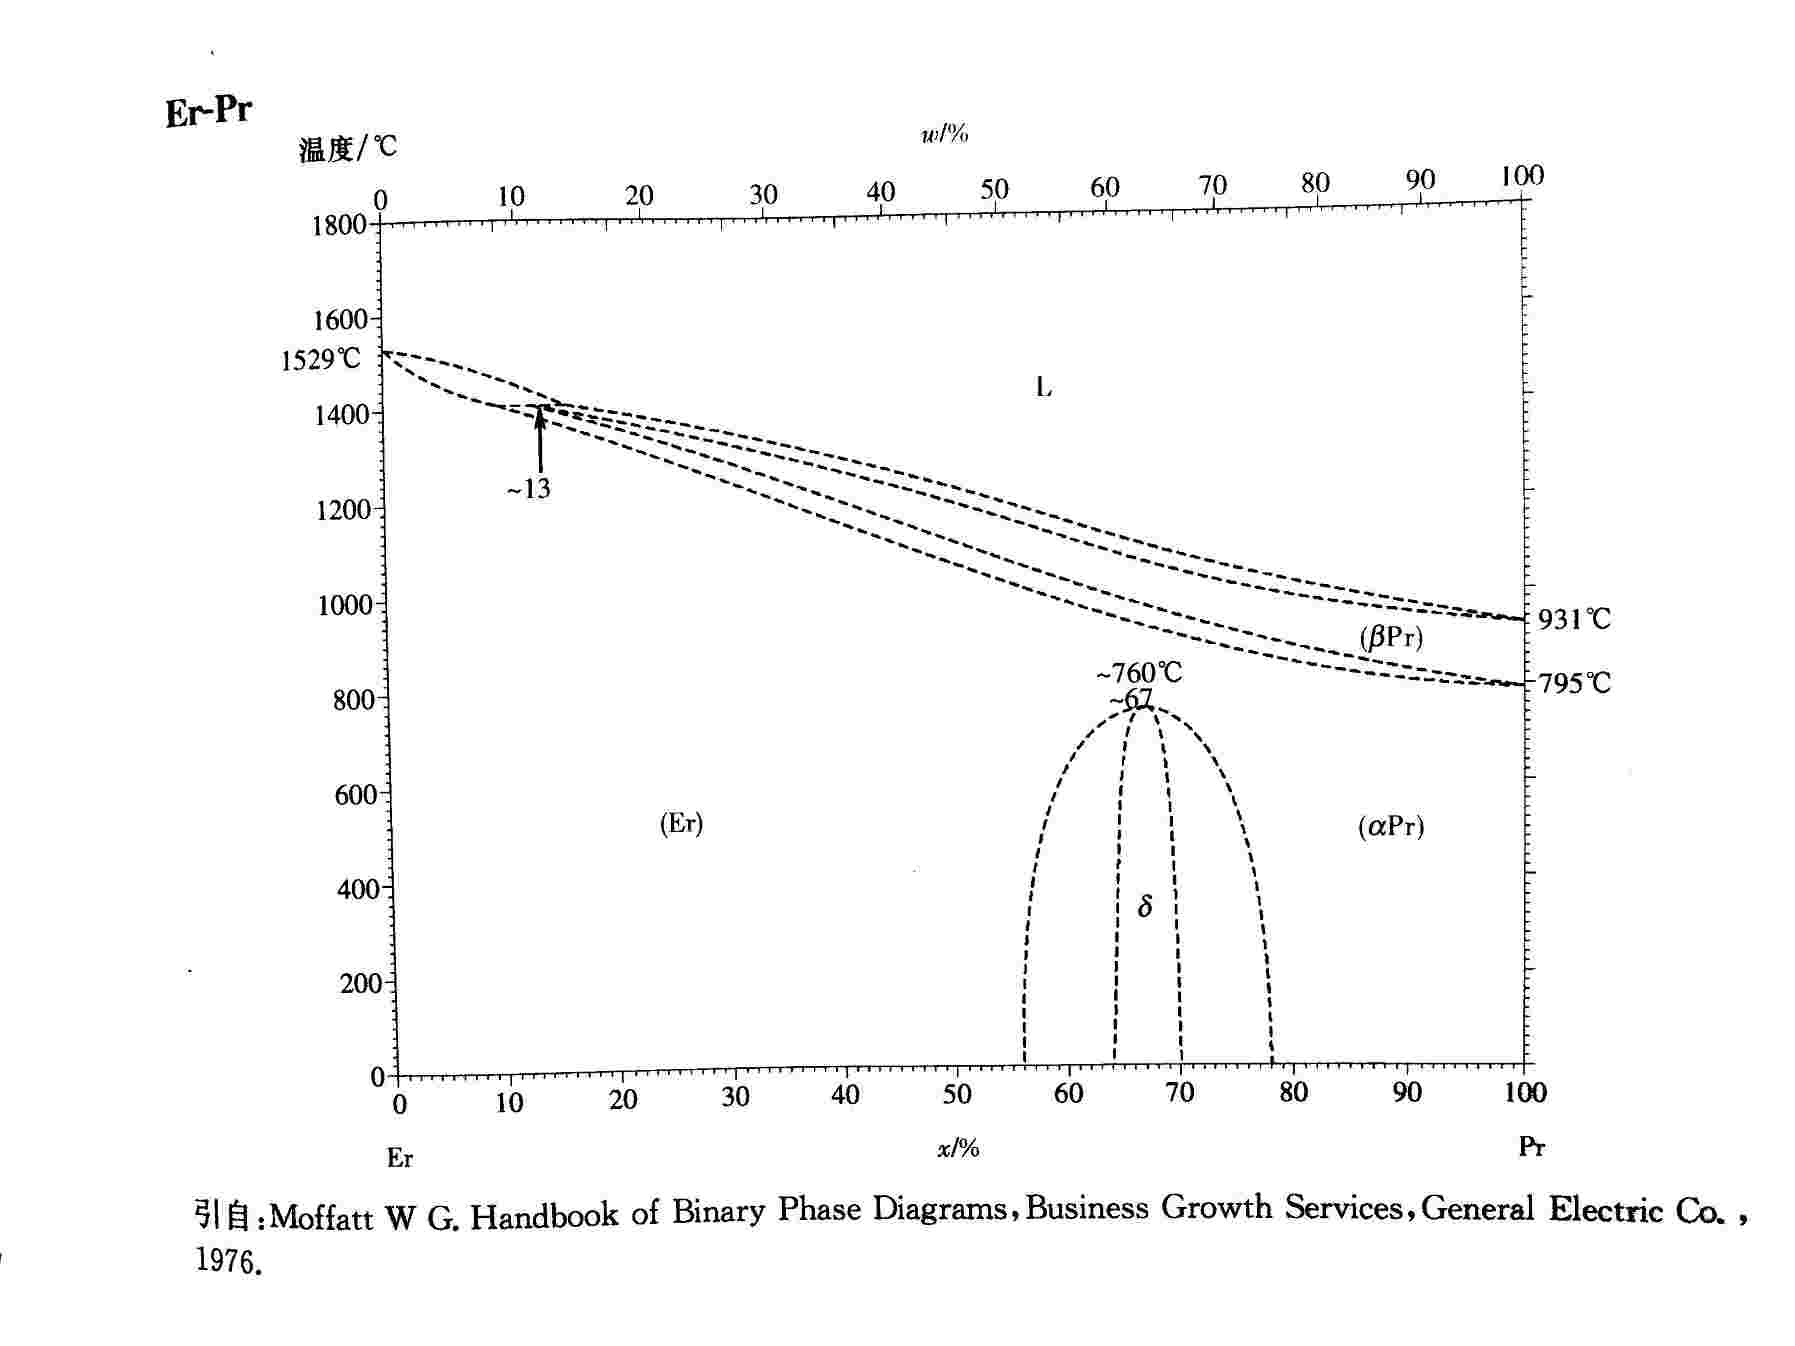 Er-Pr
温度/℃
w/%
0 10 20 30 40 50 60 70 80 90 100
1800
1600
1529℃
1400
L
~13
1200
1000
931℃
(βPr)
~760℃
795℃
~67
800
600
(Er)
(αPr)
400
δ
200
0
0 10 20 30 40 50 60 70 80 90 100
Er
x/%
Pr
引自:Moffatt W G. Handbook of Binary Phase Diagrams, Business Growth Services, General Electric Co. ,
1976.